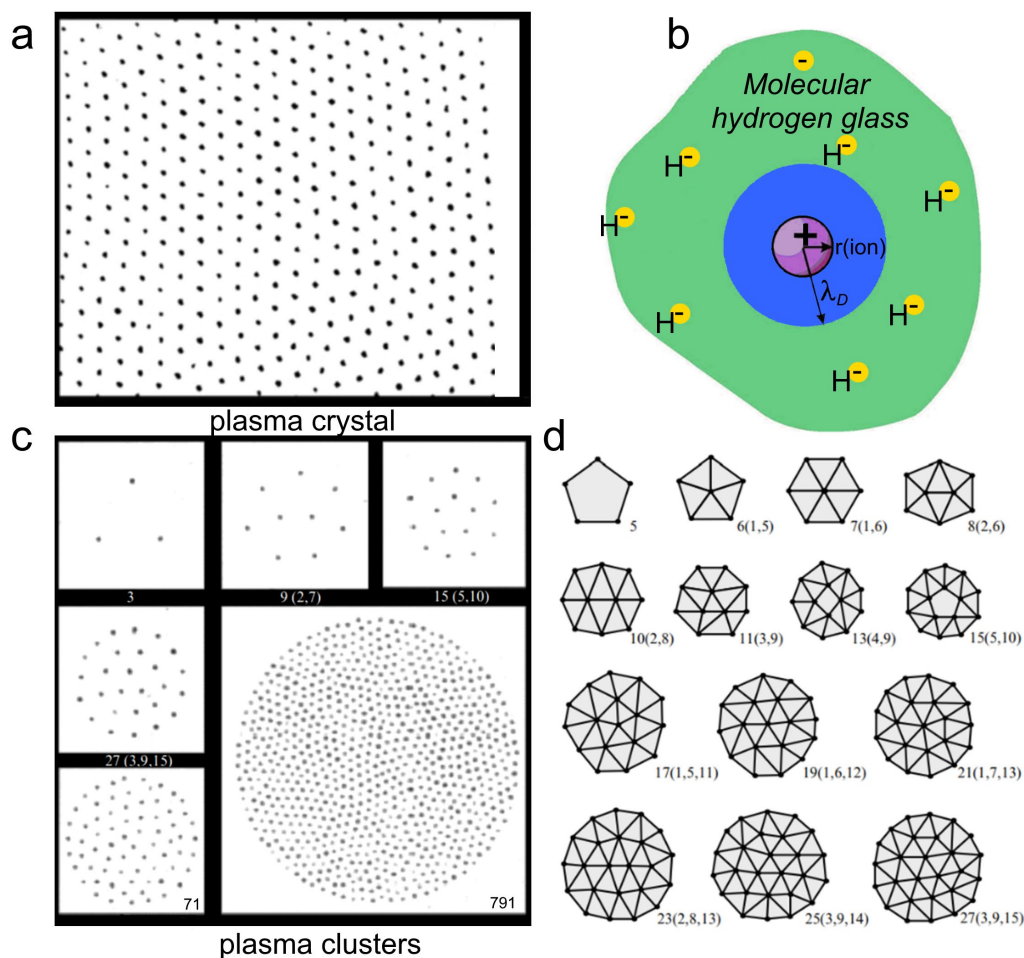 a
plasma crystal
b
-
Molecular
hydrogen glass
H-
H-
H-
H-
+
r(ion)
λD
H-
H-
H-
c
3
9 (2,7)
15 (5,10)
27 (3,9,15)
71
791
plasma clusters
d
5
6(1,5)
7(1,6)
8(2,6)
10(2,8)
11(3,9)
13(4,9)
15(5,10)
17(1,5,11)
19(1,6,12)
21(1,7,13)
23(2,8,13)
25(3,9,14)
27(3,9,15)